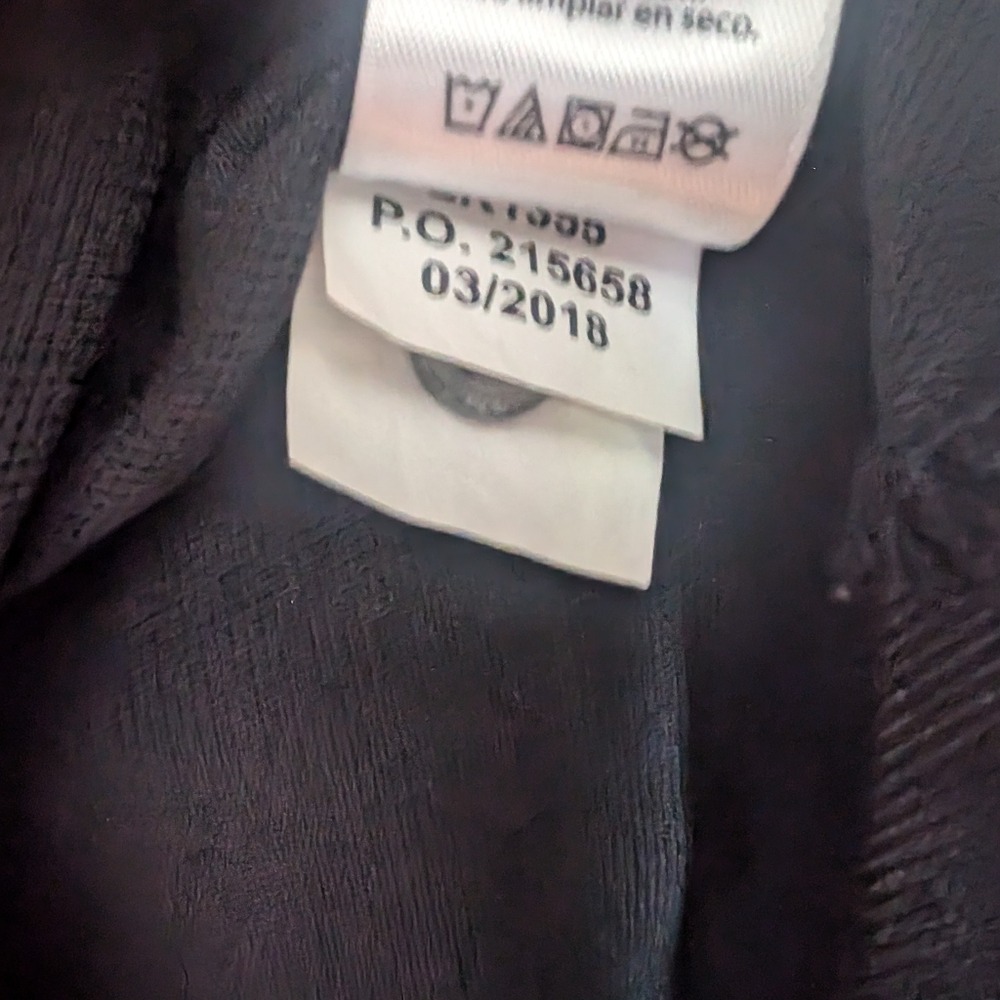 limpiar en seco.
P.O. 215658
03/2018